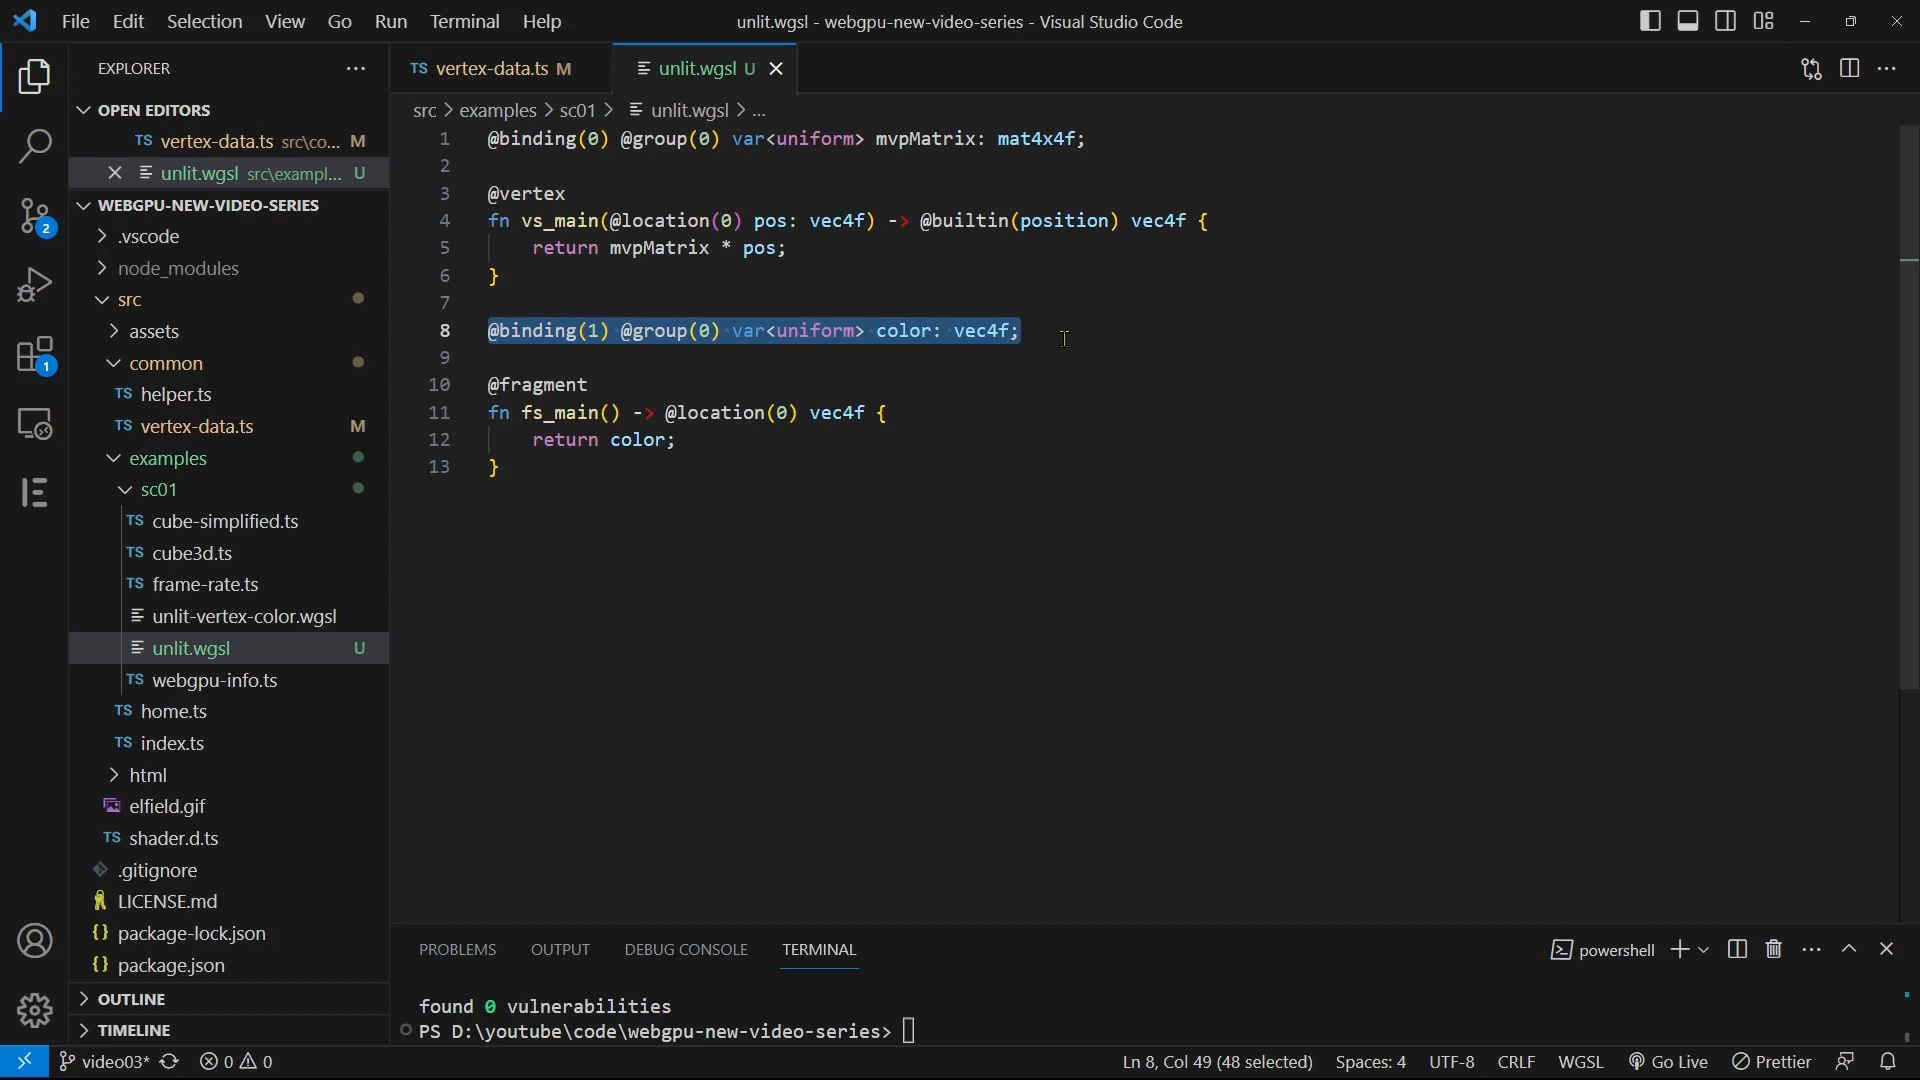 File Edit Selection View Go Run Terminal Help
unlit.wgsl - webgpu-new-video-series - Visual Studio Code
EXPLORER
OPEN EDITORS
TS vertex-data.ts src\co... M
unlit.wgsl src\exampl... U
WEBGPU-NEW-VIDEO-SERIES
.vscode
node_modules
src
assets
common
TS helper.ts
TS vertex-data.ts M
examples
sc01
TS cube-simplified.ts
TS cube3d.ts
TS frame-rate.ts
unlit-vertex-color.wgsl
unlit.wgsl U
TS webgpu-info.ts
TS home.ts
TS index.ts
html
elfield.gif
TS shader.d.ts
.gitignore
LICENSE.md
{} package-lock.json
{} package.json
OUTLINE
TIMELINE
2
1
TS vertex-data.ts M
unlit.wgsl U
src > examples > sc01 > unlit.wgsl > ...
1 @binding(0) @group(0) var<uniform> mvpMatrix: mat4x4f;
2
3 @vertex
4 fn vs_main(@location(0) pos: vec4f) -> @builtin(position) vec4f {
5 return mvpMatrix * pos;
6 }
7
8 @binding(1) @group(0) var<uniform> color: vec4f;
9
10 @fragment
11 fn fs_main() -> @location(0) vec4f {
12 return color;
13 }
PROBLEMS OUTPUT DEBUG CONSOLE TERMINAL
powershell
found 0 vulnerabilities
PS D:\youtube\code\webgpu-new-video-series>
video03* 0 0
Ln 8, Col 49 (48 selected) Spaces: 4 UTF-8 CRLF WGSL Go Live Prettier